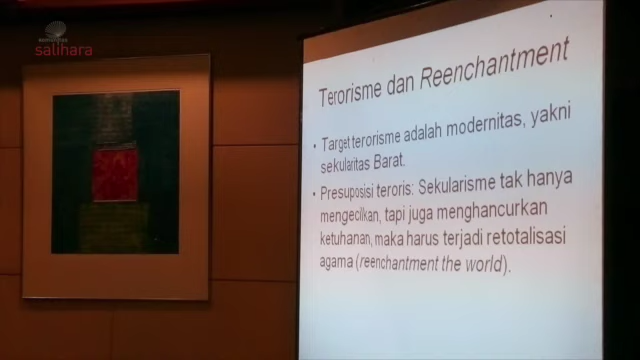 komunitas
salihara
Terorisme dan Reenchantment
• Target terorisme adalah modernitas, yakni
sekularitas Barat.
• Presuposisi teroris: Sekularisme tak hanya
mengecilkan, tapi juga menghancurkan
ketuhanan, maka harus terjadi retotalisasi
agama (reenchantment the world).